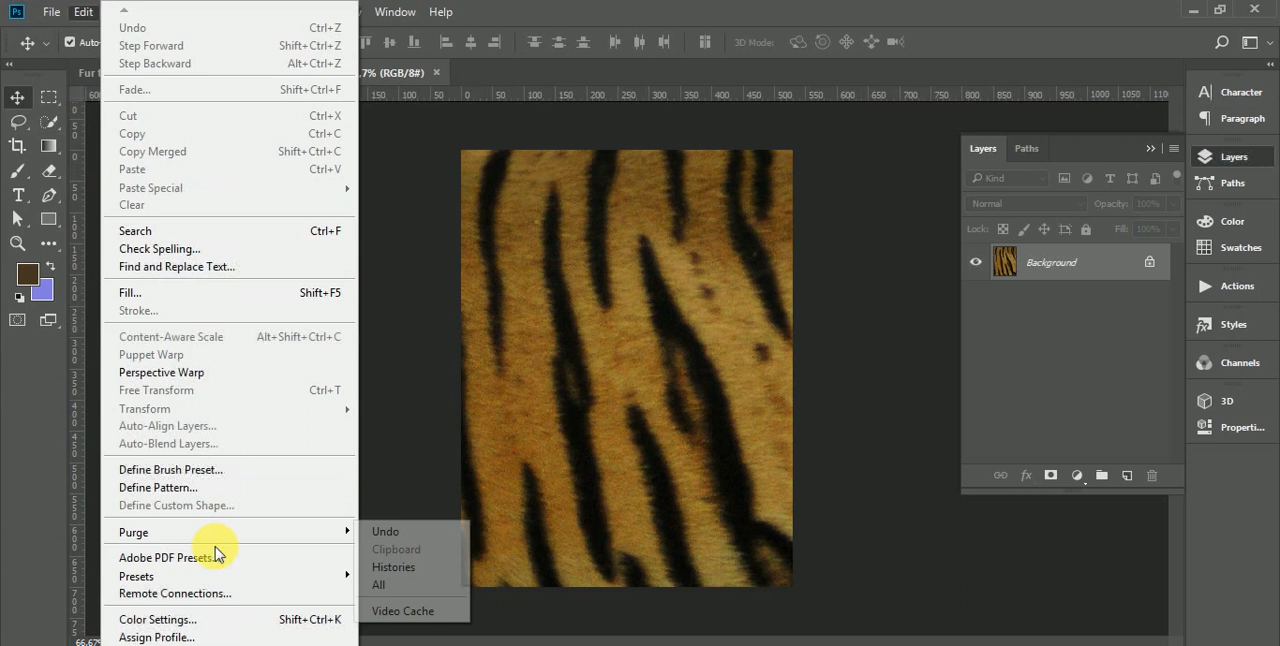 Ps File Edit Window Help
Auto-
3D Mode:
Fur t
,7% (RGB/8#) ×
Undo Ctrl+Z
Step Forward Shift+Ctrl+Z
Step Backward Alt+Ctrl+Z
Fade... Shift+Ctrl+F
Cut Ctrl+X
Copy Ctrl+C
Copy Merged Shift+Ctrl+C
Paste Ctrl+V
Paste Special
Clear
Search Ctrl+F
Check Spelling...
Find and Replace Text...
Fill... Shift+F5
Stroke...
Content-Aware Scale Alt+Shift+Ctrl+C
Puppet Warp
Perspective Warp
Free Transform Ctrl+T
Transform
Auto-Align Layers...
Auto-Blend Layers...
Define Brush Preset...
Define Pattern...
Define Custom Shape...
Purge
Adobe PDF Presets...
Presets
Remote Connections...
Color Settings... Shift+Ctrl+K
Assign Profile...
Undo
Clipboard
Histories
All
Video Cache
150 100 50 0 50 100 150 200 250 300 350 400 450 500 550 600 650 700 750 800 850 900 950 1000 1050 1100
Layers Paths
Kind
Normal Opacity: 100%
Lock: Fill: 100%
Background
Character
Paragraph
Layers
Paths
Color
Swatches
Actions
Styles
Channels
3D
Properti...
66,67%